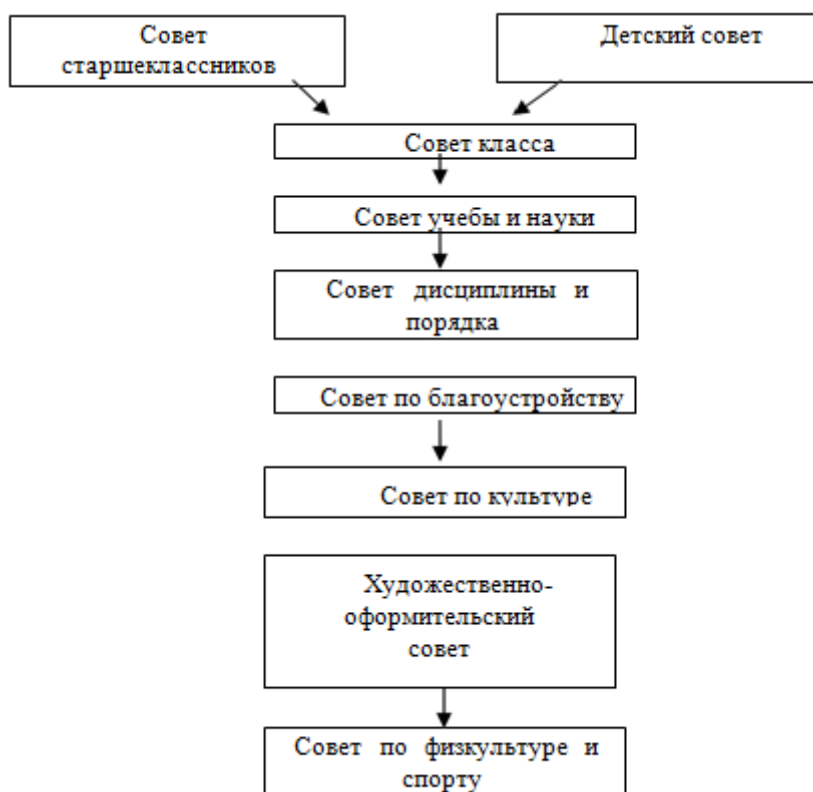 Совет
старшеклассников
Детский совет
Совет класса
Совет учебы и науки
Совет дисциплины и
порядка
Совет по благоустройству
Совет по культуре
Художественно-
оформительский
совет
Совет по физкультуре и
спорту